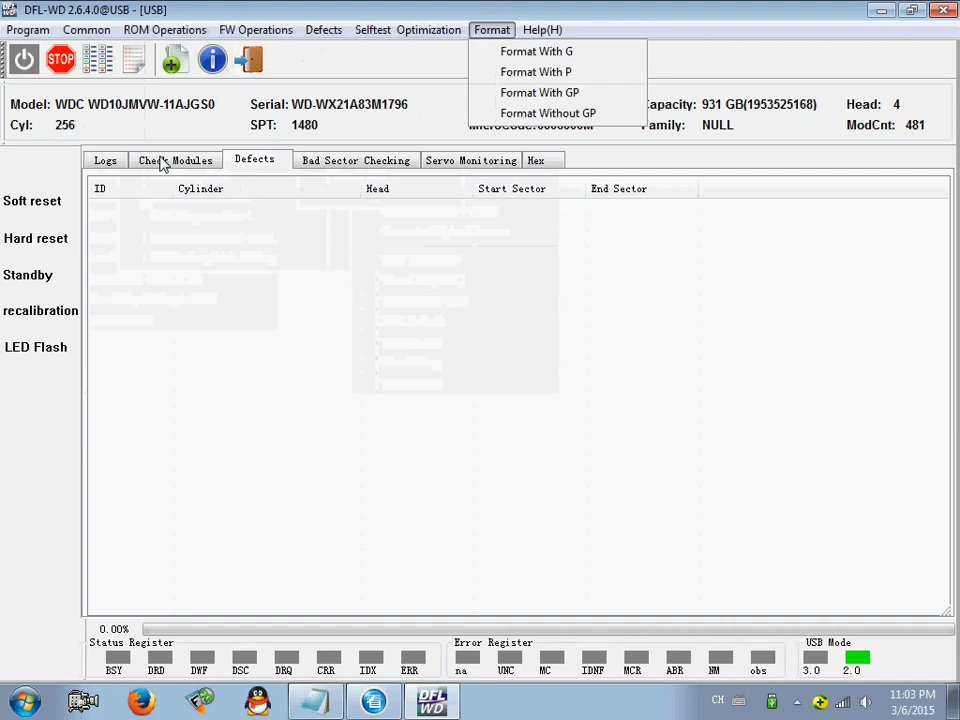 DFL-WD 2.6.4.0@USB - [USB]
Program Common ROM Operations FW Operations Defects Selftest Optimization Format Help(H)
STOP
Format With G
Format With P
Format With GP
Format Without GP
Model: WDC WD10JMVW-11AJGS0 Serial: WD-WX21A83M1796 Capacity: 931 GB(1953525168) Head: 4
Cyl: 256 SPT: 1480 Family: NULL ModCnt: 481
Logs Check Modules Defects Bad Sector Checking Servo Monitoring Hex
ID Cylinder Head Start Sector End Sector
Soft reset
Hard reset
Standby
recalibration
LED Flash
0.00%
Status Register Error Register USB Mode
BSY DRD DWF DSC DRQ CRR IDX ERR na UNC MC IDNF MCR ABR NM obs 3.0 2.0
DFL
WD
CH
11:03 PM
3/6/2015